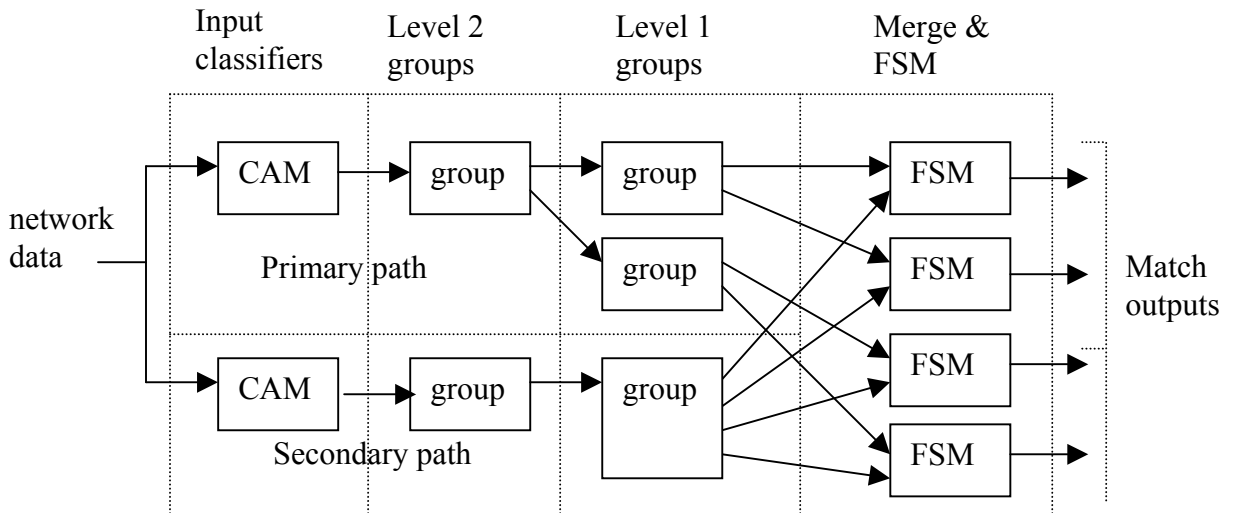 Input
classifiers
Level 2
groups
Level 1
groups
Merge &
FSM
CAM
group
group
FSM
network
data
Primary path
group
FSM
Match
outputs
CAM
group
group
FSM
Secondary path
FSM